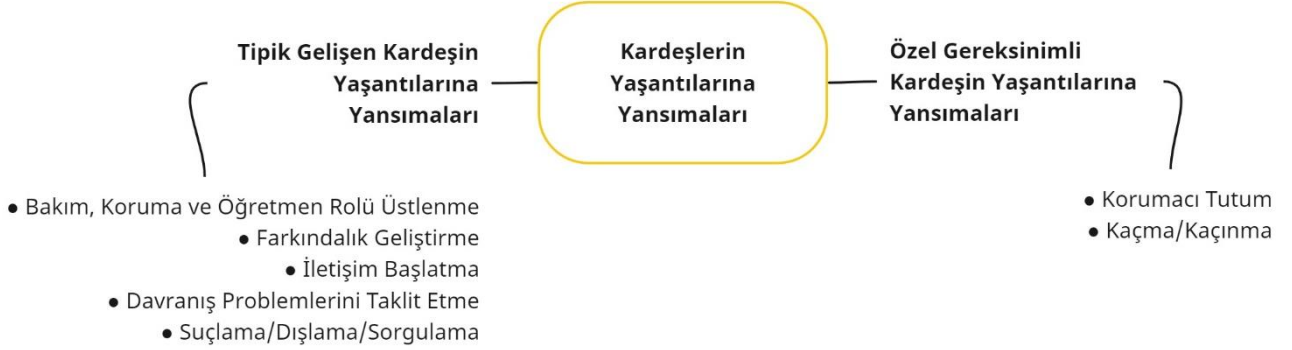 Tipik Gelişen Kardeşin
Yaşantılarına
Yansımaları
Kardeşlerin
Yaşantılarına
Yansımaları
Özel Gereksinimli
Kardeşin Yaşantılarına
Yansımaları
● Bakım, Koruma ve Öğretmen Rolü Üstlenme
● Farkındalık Geliştirme
● İletişim Başlatma
● Davranış Problemlerini Taklit Etme
● Suçlama/Dışlama/Sorgulama
● Korumacı Tutum
● Kaçma/Kaçınma